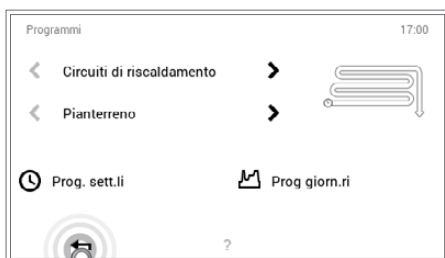 Programmi 17:00
Circuiti di riscaldamento
Pianterreno
Prog. sett.li Prog giorn.ri
?